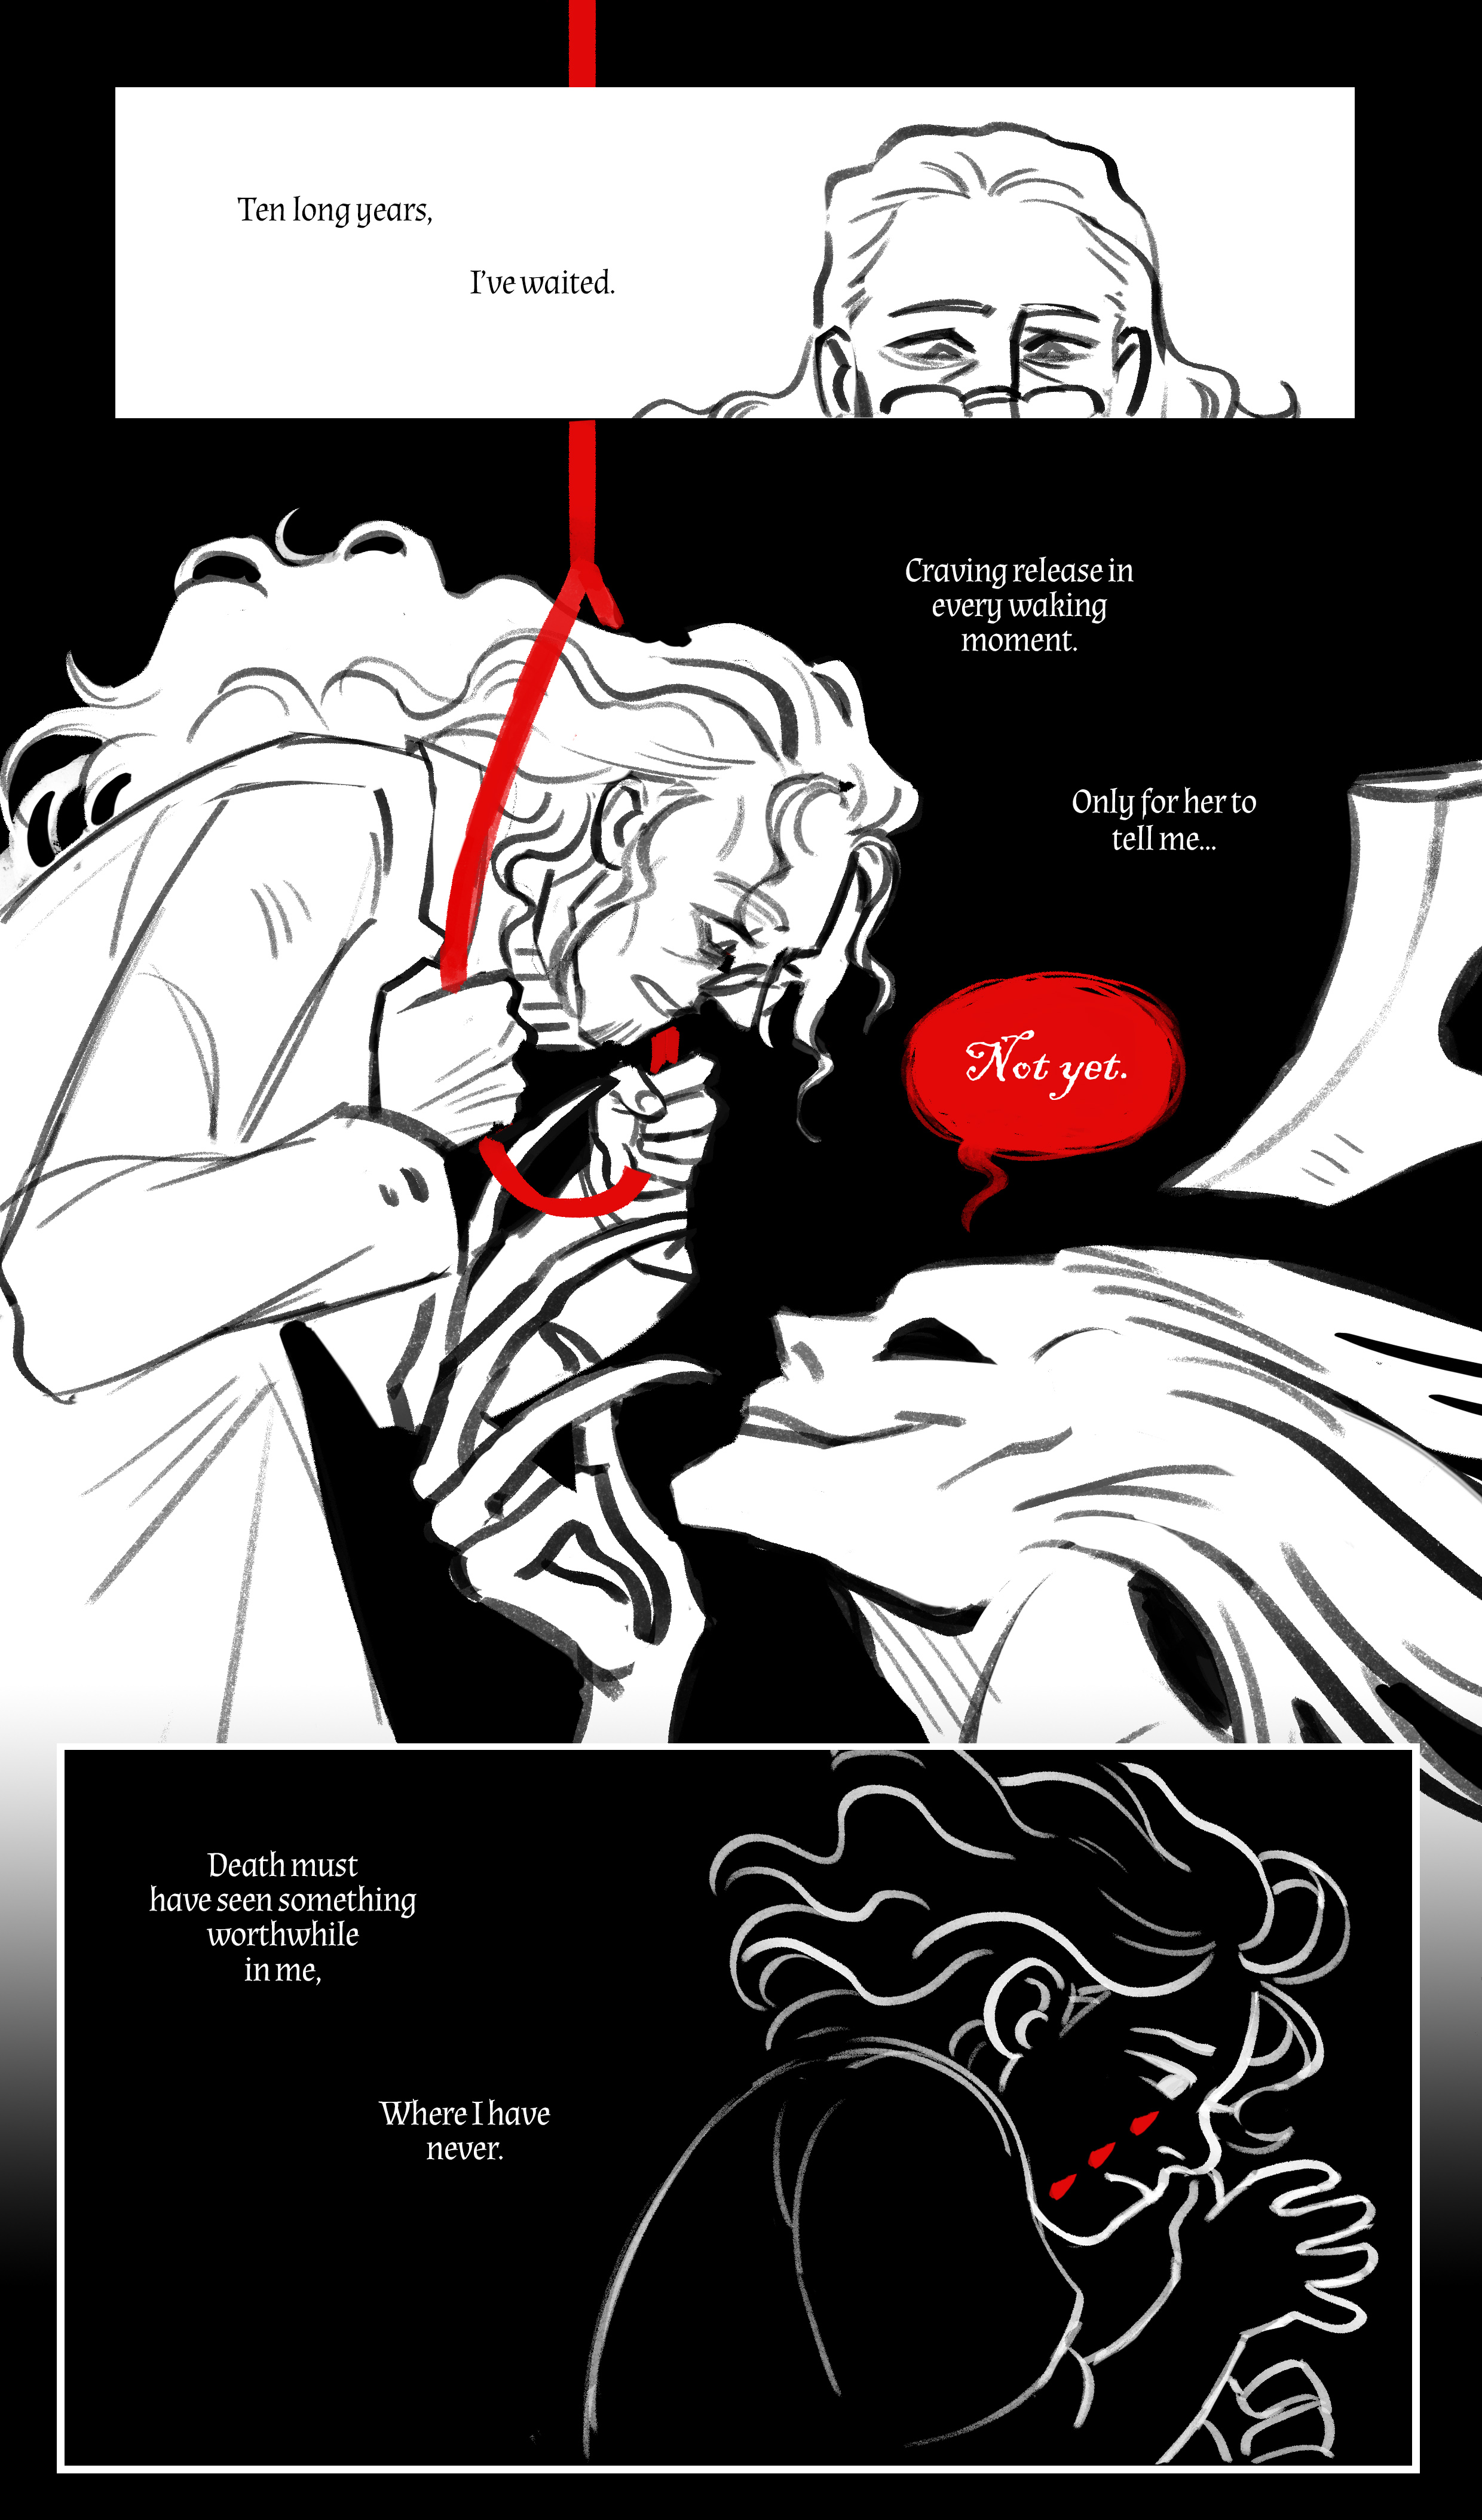 Ten long years,
I've waited.
Craving release in
every waking
moment.
Only for her to
tell me...
Not yet.
Death must
have seen something
worthwhile
in me,
Where I have
never.